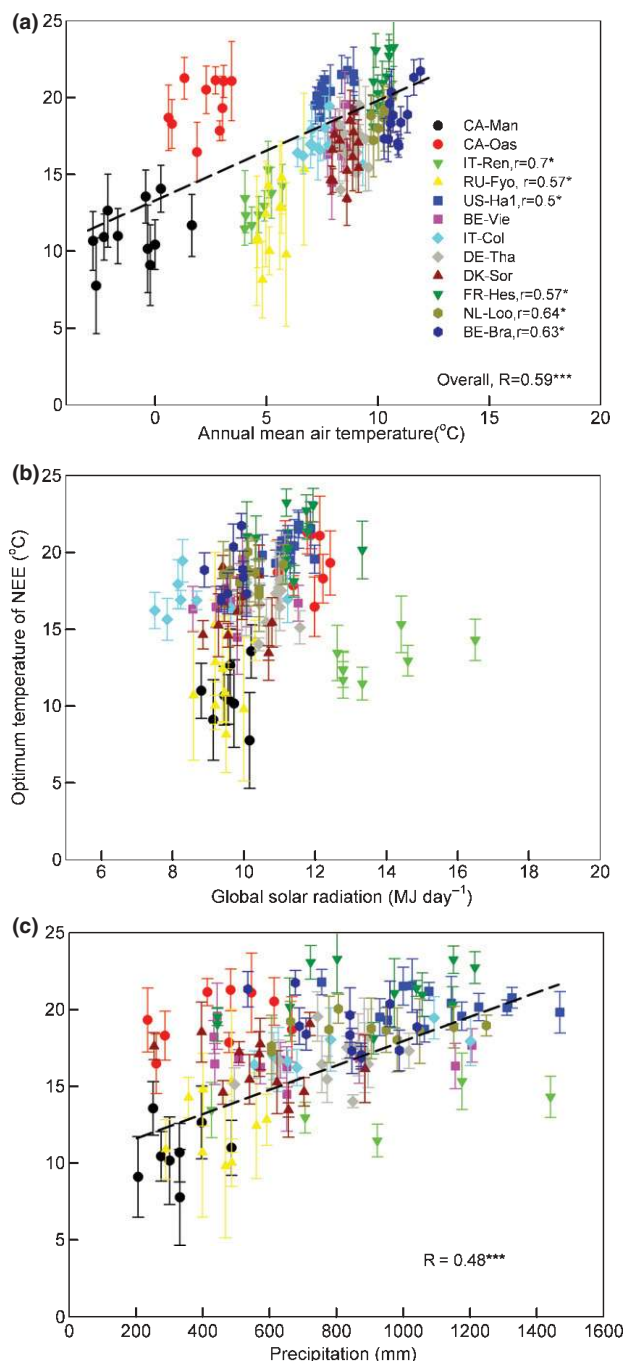 (a)
25
20
15
10
5
0
CA-Man
CA-Oas
IT-Ren,r=0.7*
RU-Fyo, r=0.57*
US-Ha1,r=0.5*
BE-Vie
IT-Col
DE-Tha
DK-Sor
FR-Hes,r=0.57*
NL-Loo,r=0.64*
BE-Bra,r=0.63*
Overall, R=0.59***
0 5 10 15 20
Annual mean air temperature(°C)
(b)
25
20
15
10
5
0
Optimum temperature of NEE (°C)
6 8 10 12 14 16 18 20
Global solar radiation (MJ day⁻¹)
(c)
25
20
15
10
5
0
R = 0.48***
0 200 400 600 800 1000 1200 1400 1600
Precipitation (mm)